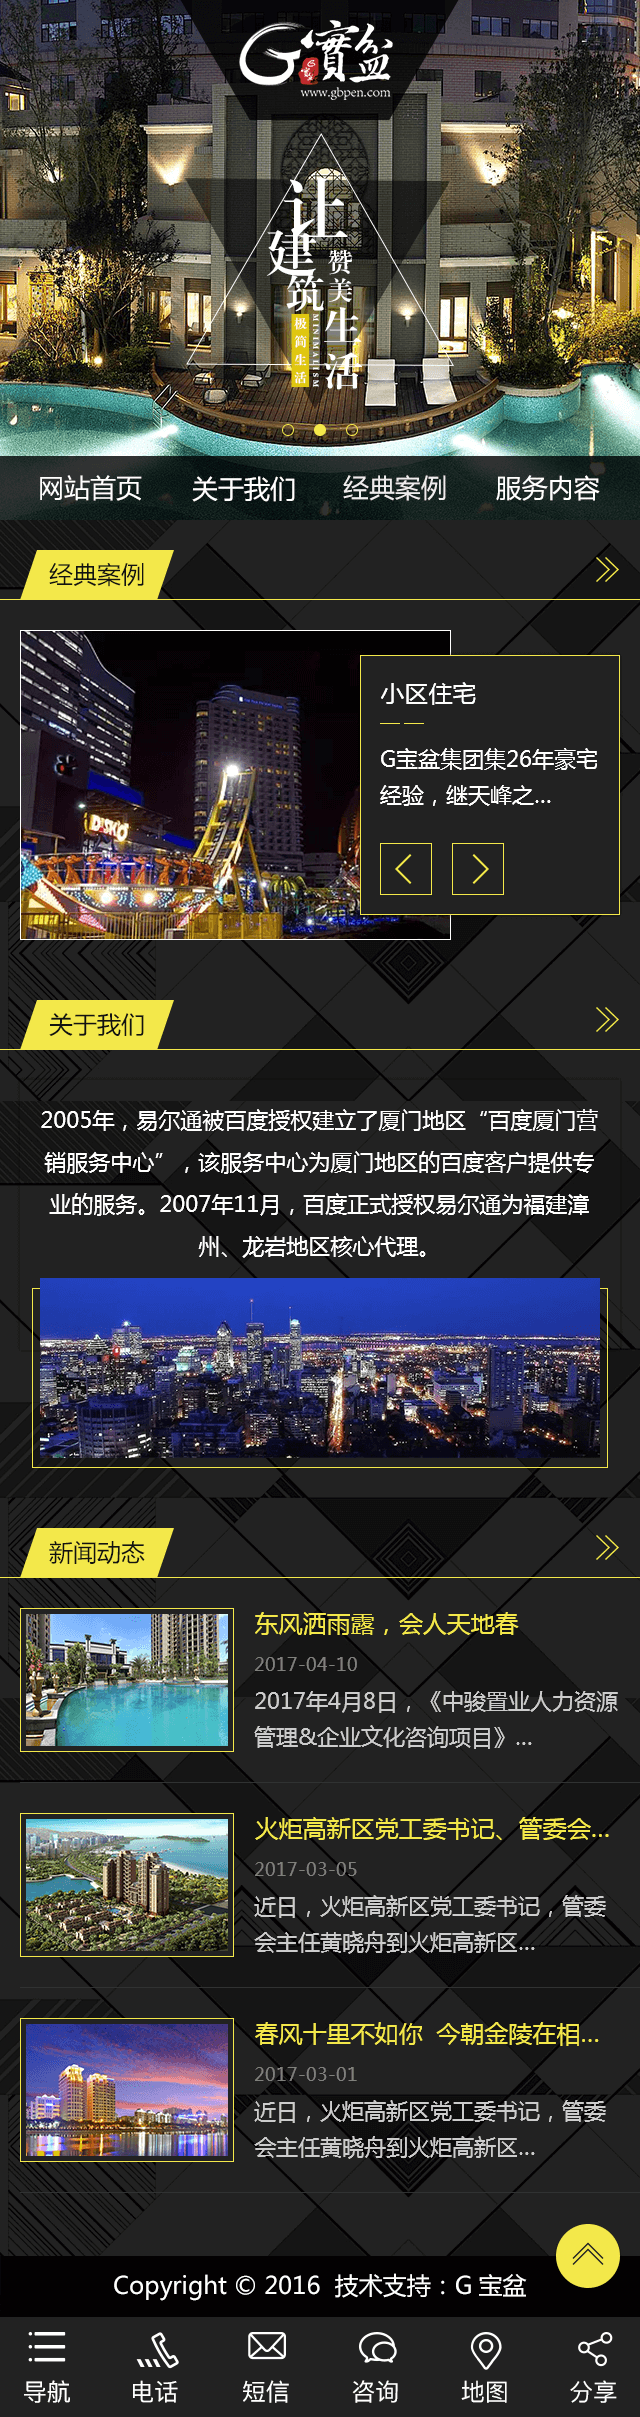 G寶盆
www.gbpen.com
让
建筑
赞美
生活
极简生活
MINIMALISM
网站首页 关于我们 经典案例 服务内容
经典案例
DISKO
小区住宅
G宝盆集团集26年豪宅
经验，继天峰之...
关于我们
2005年，易尔通被百度授权建立了厦门地区“百度厦门营
销服务中心”，该服务中心为厦门地区的百度客户提供专
业的服务。2007年11月，百度正式授权易尔通为福建漳
州、龙岩地区核心代理。
新闻动态
东风洒雨露，会人天地春
2017-04-10
2017年4月8日，《中骏置业人力资源
管理&企业文化咨询项目》...
火炬高新区党工委书记、管委会...
2017-03-05
近日，火炬高新区党工委书记，管委
会主任黄晓舟到火炬高新区...
春风十里不如你 今朝金陵在相...
2017-03-01
近日，火炬高新区党工委书记，管委
会主任黄晓舟到火炬高新区...
Copyright © 2016 技术支持：G 宝盆
导航 电话 短信 咨询 地图 分享